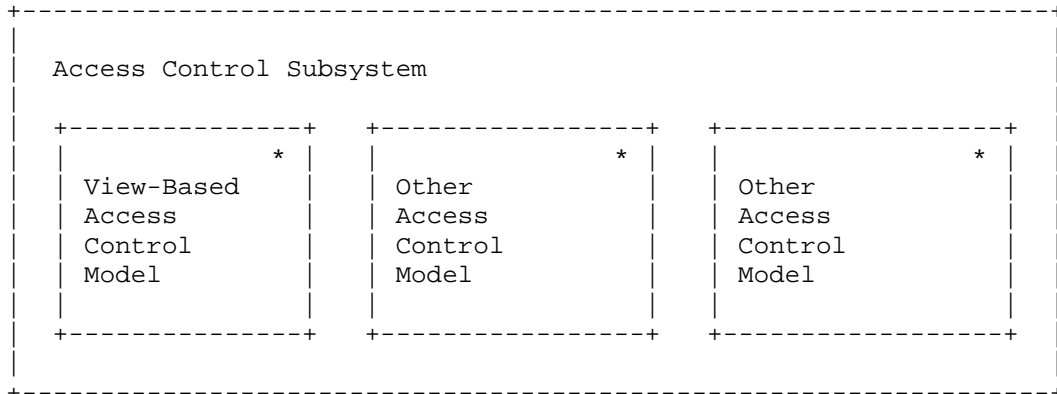 Access Control Subsystem
* * *
View-Based Other Other
Access Access Access
Control Control Control
Model Model Model